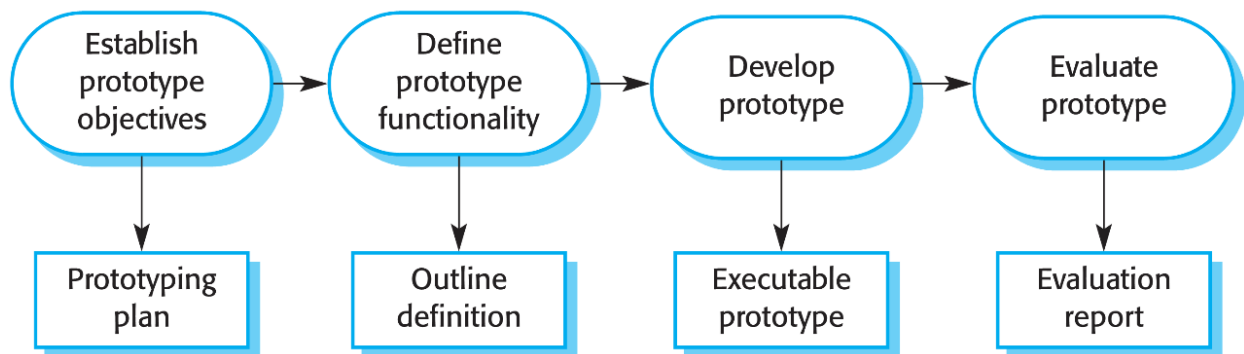 Establish
prototype
objectives
Define
prototype
functionality
Develop
prototype
Evaluate
prototype
Prototyping
plan
Outline
definition
Executable
prototype
Evaluation
report